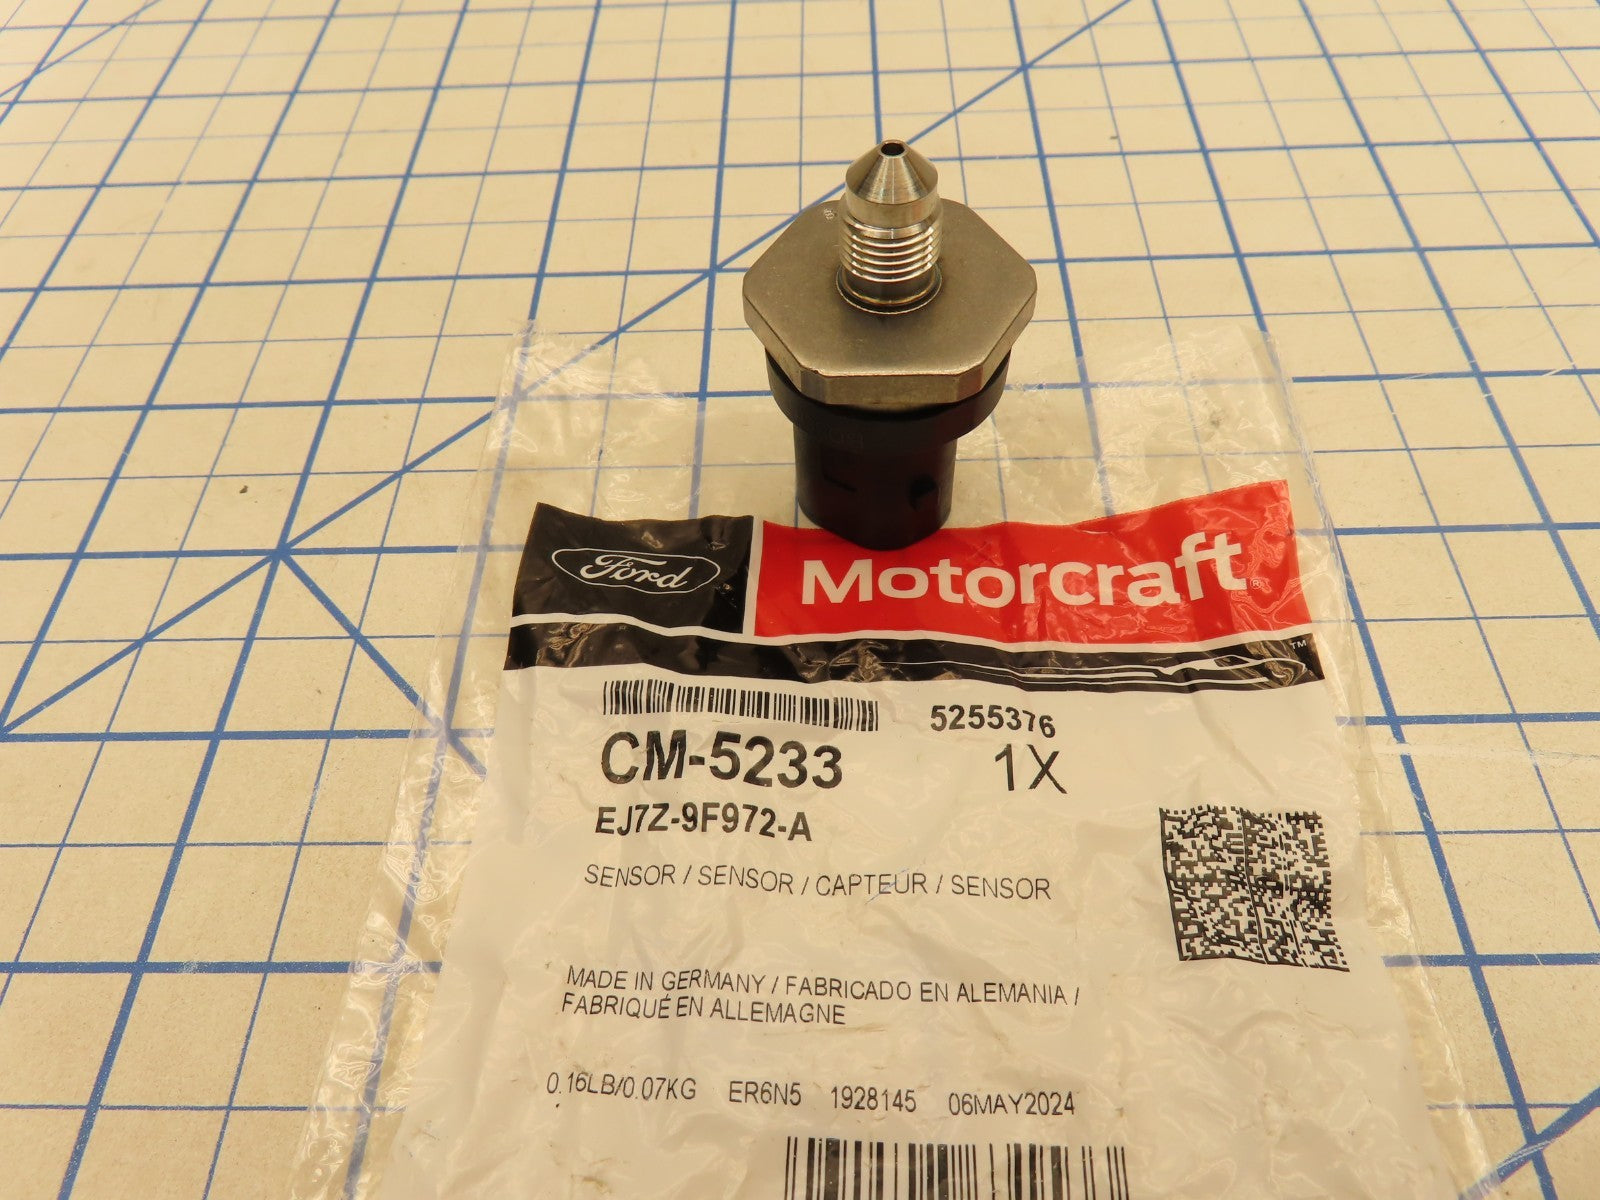 Ford
Motorcraft®
™
5255376
CM-5233
1X
EJ7Z-9F972-A
SENSOR / SENSOR / CAPTEUR / SENSOR
MADE IN GERMANY / FABRICADO EN ALEMANIA /
FABRIQUÉ EN ALLEMAGNE
0.16LB/0.07KG ER6N5 1928145 06MAY2024